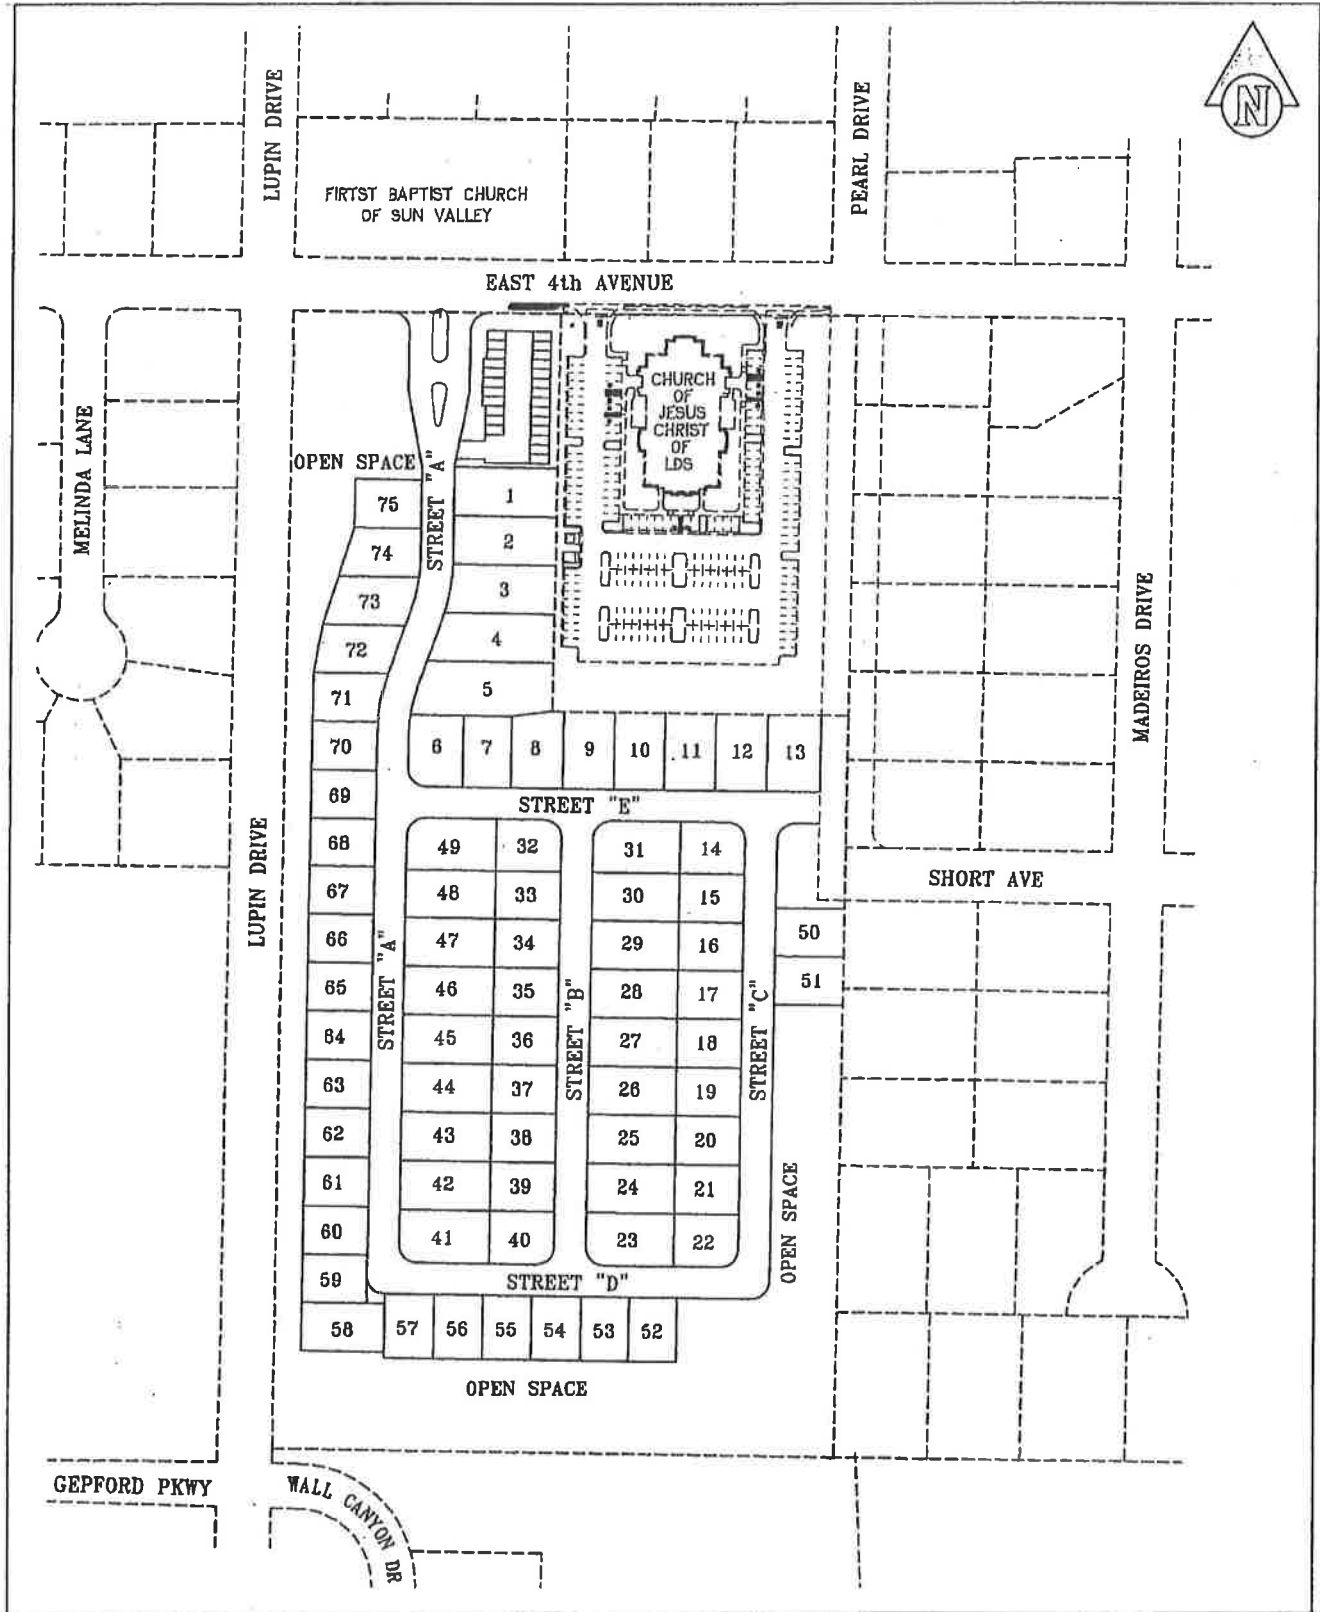 N
LUPIN DRIVE
PEARL DRIVE
FIRTST BAPTIST CHURCH
OF SUN VALLEY
EAST 4th AVENUE
MELINDA LANE
CHURCH
OF
JESUS
CHRIST
OF
LDS
OPEN SPACE
STREET "A"
75
1
74
2
73
3
72
4
71
5
MADEIROS DRIVE
70
6
7
8
9
10
11
12
13
69
STREET "E"
LUPIN DRIVE
68
49
32
31
14
SHORT AVE
67
48
33
30
15
66
47
34
29
16
50
STREET "A"
STREET "B"
STREET "C"
65
46
35
28
17
51
64
45
36
27
18
63
44
37
26
19
62
43
38
25
20
61
42
39
24
21
OPEN SPACE
60
41
40
23
22
59
STREET "D"
58
57
56
55
54
53
52
OPEN SPACE
GEPFORD PKWY
WALL CANYON DR